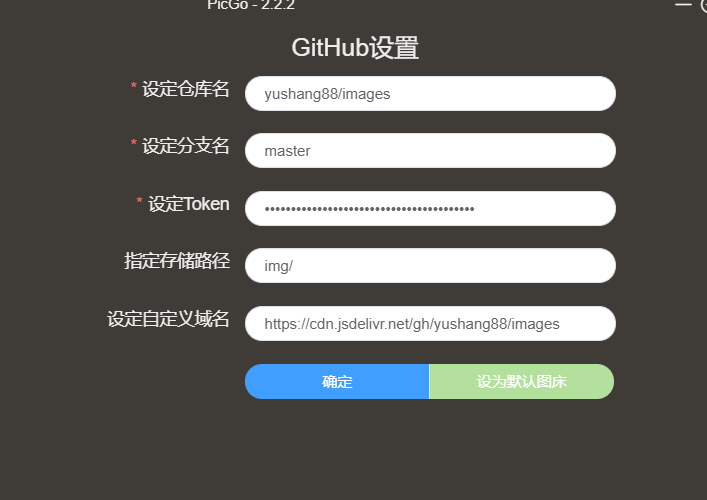 PicGo - 2.2.2
GitHub设置
* 设定仓库名 yushang88/images
* 设定分支名 master
* 设定Token ••••••••••••••••••••••••••••••••••••••••
指定存储路径 img/
设定自定义域名 https://cdn.jsdelivr.net/gh/yushang88/images
确定 设为默认图床